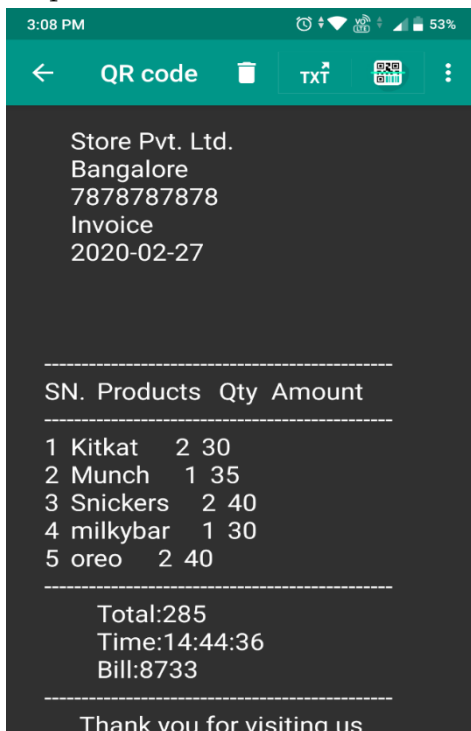 3:08 PM 53%
QR code TXT
Store Pvt. Ltd.
Bangalore
7878787878
Invoice
2020-02-27
----------------------------------------------
SN. Products Qty Amount
----------------------------------------------
1 Kitkat 2 30
2 Munch 1 35
3 Snickers 2 40
4 milkybar 1 30
5 oreo 2 40
----------------------------------------------
Total:285
Time:14:44:36
Bill:8733
----------------------------------------------
Thank you for visiting us